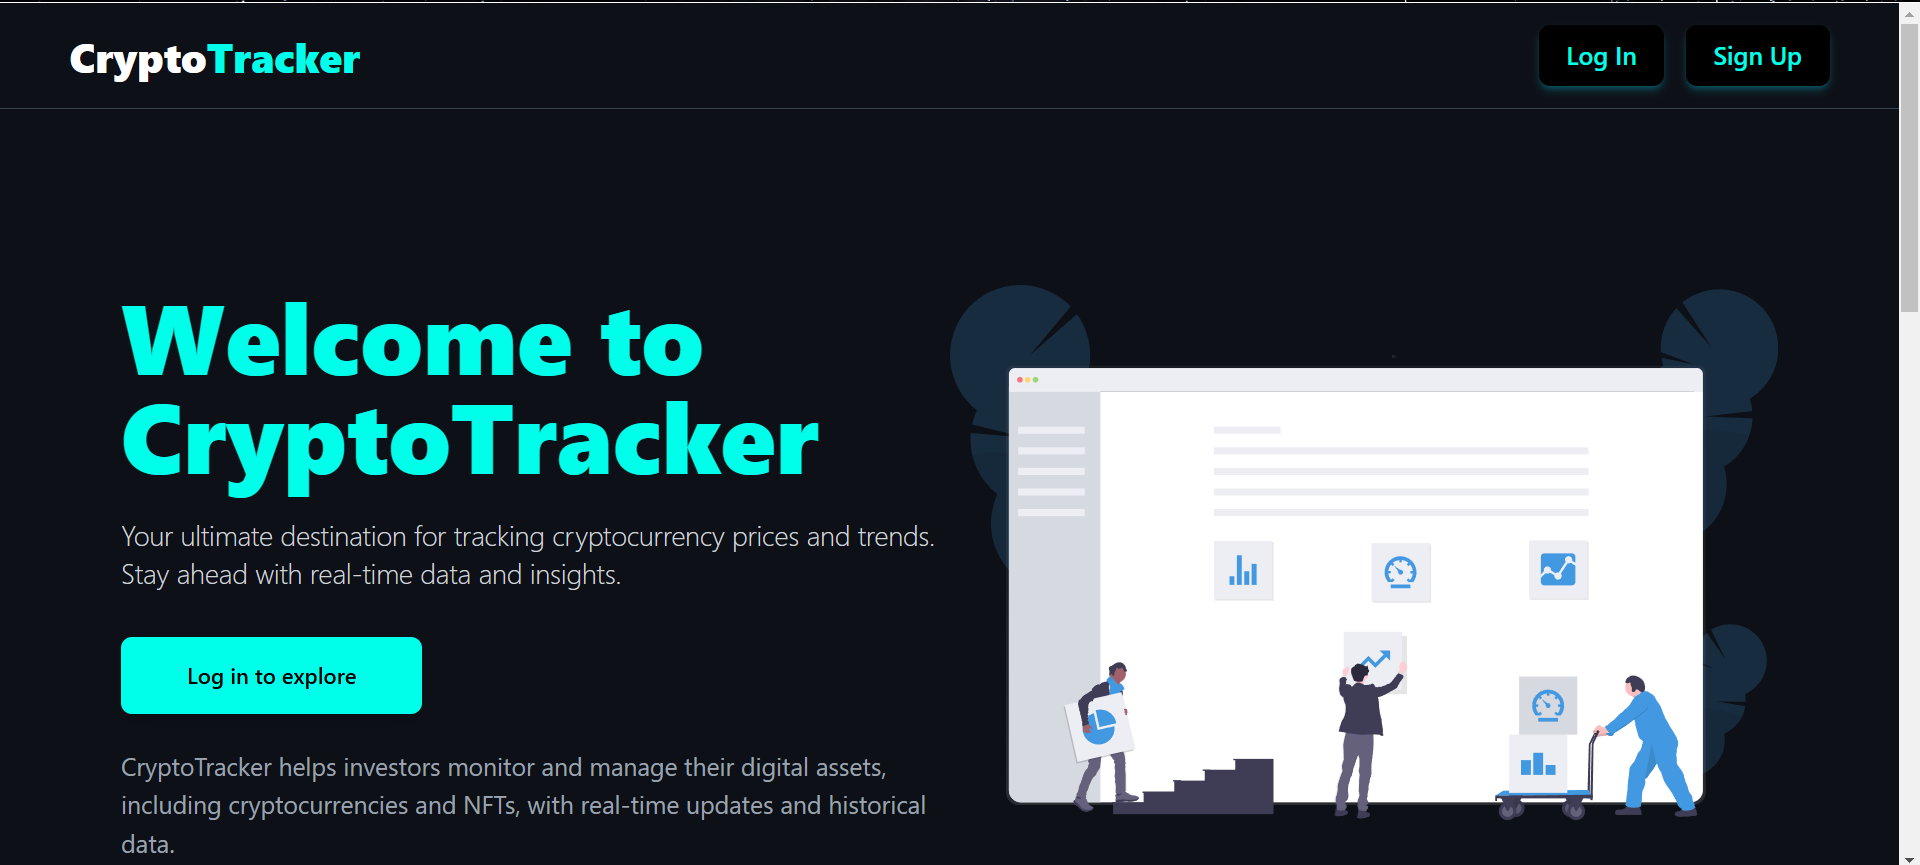 CryptoTracker
Log In
Sign Up
Welcome to
CryptoTracker
Your ultimate destination for tracking cryptocurrency prices and trends.
Stay ahead with real-time data and insights.
Log in to explore
CryptoTracker helps investors monitor and manage their digital assets,
including cryptocurrencies and NFTs, with real-time updates and historical
data.